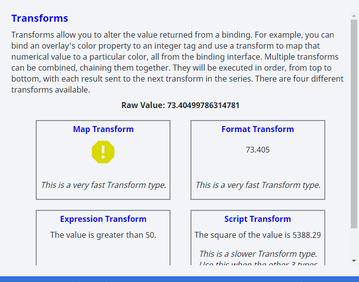 Transforms
Transforms allow you to alter the value returned from a binding. For example, you can
bind an overlay's color property to an integer tag and use a transform to map that
numerical value to a particular color, all from the binding interface. Multiple transforms
can be combined, chaining them together. They will be executed in order, from top to
bottom, with each result sent to the next transform in the series. There are four different
transforms available.
Raw Value: 73.40499786314781
Map Transform
This is a very fast Transform type.
Format Transform
73.405
This is a very fast Transform type.
Expression Transform
The value is greater than 50.
Script Transform
The square of the value is 5388.29
This is a slower Transform type.
Use this when the other 3 types